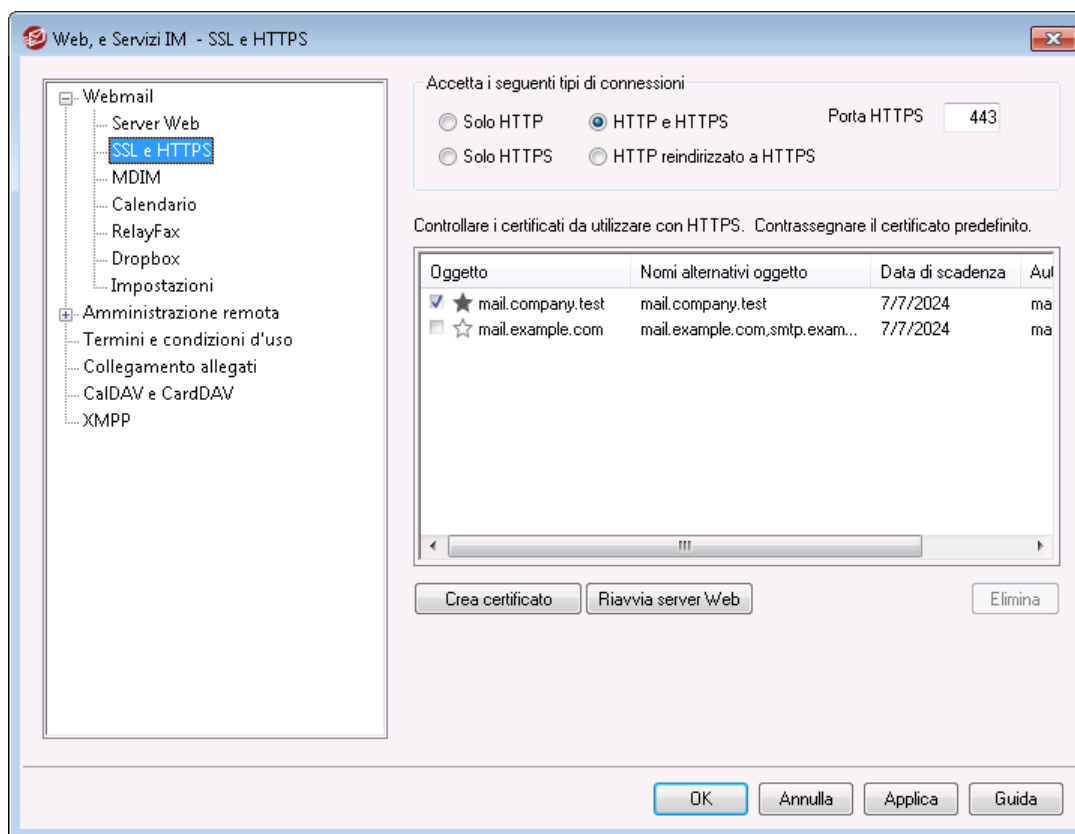 Web, e Servizi IM - SSL e HTTPS
Webmail
Server Web
SSL e HTTPS
MDIM
Calendario
RelayFax
Dropbox
Impostazioni
Amministrazione remota
Termini e condizioni d'uso
Collegamento allegati
CalDAV e CardDAV
XMPP
Accetta i seguenti tipi di connessioni
Solo HTTP HTTP e HTTPS Porta HTTPS 443
Solo HTTPS HTTP reindirizzato a HTTPS
Controllare i certificati da utilizzare con HTTPS. Contrassegnare il certificato predefinito.
Oggetto Nomi alternativi oggetto Data di scadenza Aut
mail.company.test mail.company.test 7/7/2024 ma
mail.example.com mail.example.com,smtp.exam... 7/7/2024 ma
Crea certificato Riavvia server Web Elimina
OK Annulla Applica Guida